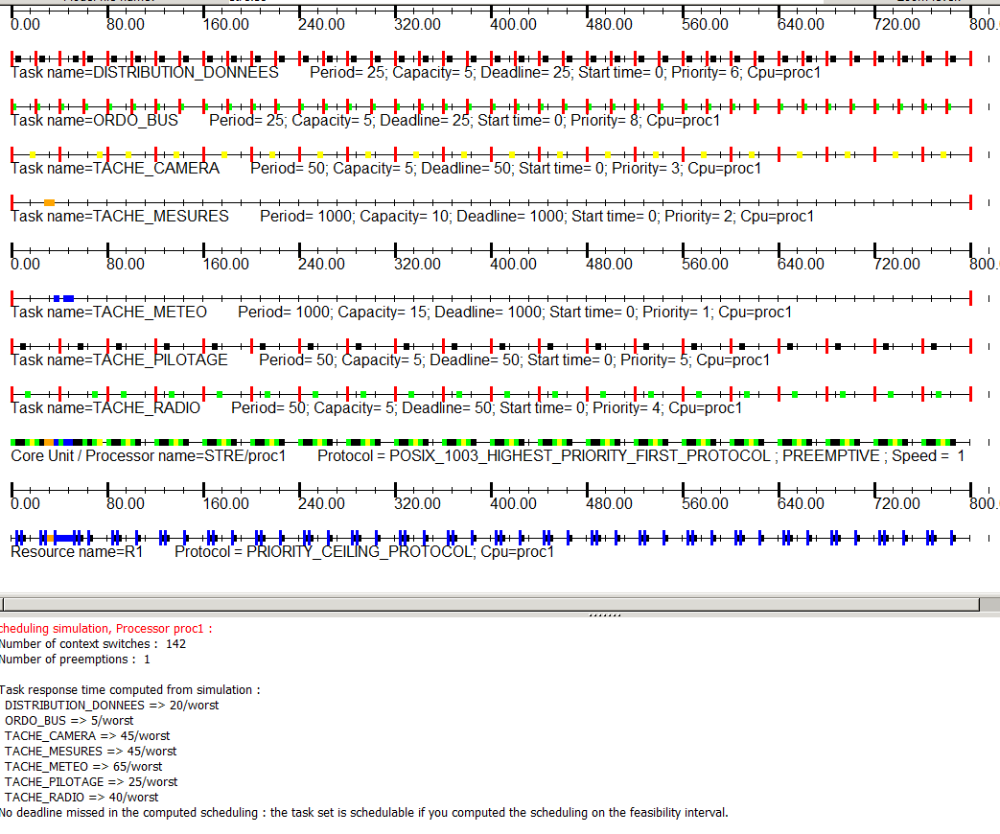 0.00 80.00 160.00 240.00 320.00 400.00 480.00 560.00 640.00 720.00 800.
Task name=DISTRIBUTION_DONNEES Period= 25; Capacity= 5; Deadline= 25; Start time= 0; Priority= 6; Cpu=proc1
Task name=ORDO_BUS Period= 25; Capacity= 5; Deadline= 25; Start time= 0; Priority= 8; Cpu=proc1
Task name=TACHE_CAMERA Period= 50; Capacity= 5; Deadline= 50; Start time= 0; Priority= 3; Cpu=proc1
Task name=TACHE_MESURES Period= 1000; Capacity= 10; Deadline= 1000; Start time= 0; Priority= 2; Cpu=proc1
0.00 80.00 160.00 240.00 320.00 400.00 480.00 560.00 640.00 720.00 800.
Task name=TACHE_METEO Period= 1000; Capacity= 15; Deadline= 1000; Start time= 0; Priority= 1; Cpu=proc1
Task name=TACHE_PILOTAGE Period= 50; Capacity= 5; Deadline= 50; Start time= 0; Priority= 5; Cpu=proc1
Task name=TACHE_RADIO Period= 50; Capacity= 5; Deadline= 50; Start time= 0; Priority= 4; Cpu=proc1
Core Unit / Processor name=STRE/proc1 Protocol = POSIX_1003_HIGHEST_PRIORITY_FIRST_PROTOCOL ; PREEMPTIVE ; Speed = 1
0.00 80.00 160.00 240.00 320.00 400.00 480.00 560.00 640.00 720.00 800.
Resource name=R1 Protocol = PRIORITY_CEILING_PROTOCOL; Cpu=proc1
cheduling simulation, Processor proc1 :
Number of context switches : 142
Number of preemptions : 1
Task response time computed from simulation :
DISTRIBUTION_DONNEES => 20/worst
ORDO_BUS => 5/worst
TACHE_CAMERA => 45/worst
TACHE_MESURES => 45/worst
TACHE_METEO => 65/worst
TACHE_PILOTAGE => 25/worst
TACHE_RADIO => 40/worst
No deadline missed in the computed scheduling : the task set is schedulable if you computed the scheduling on the feasibility interval.